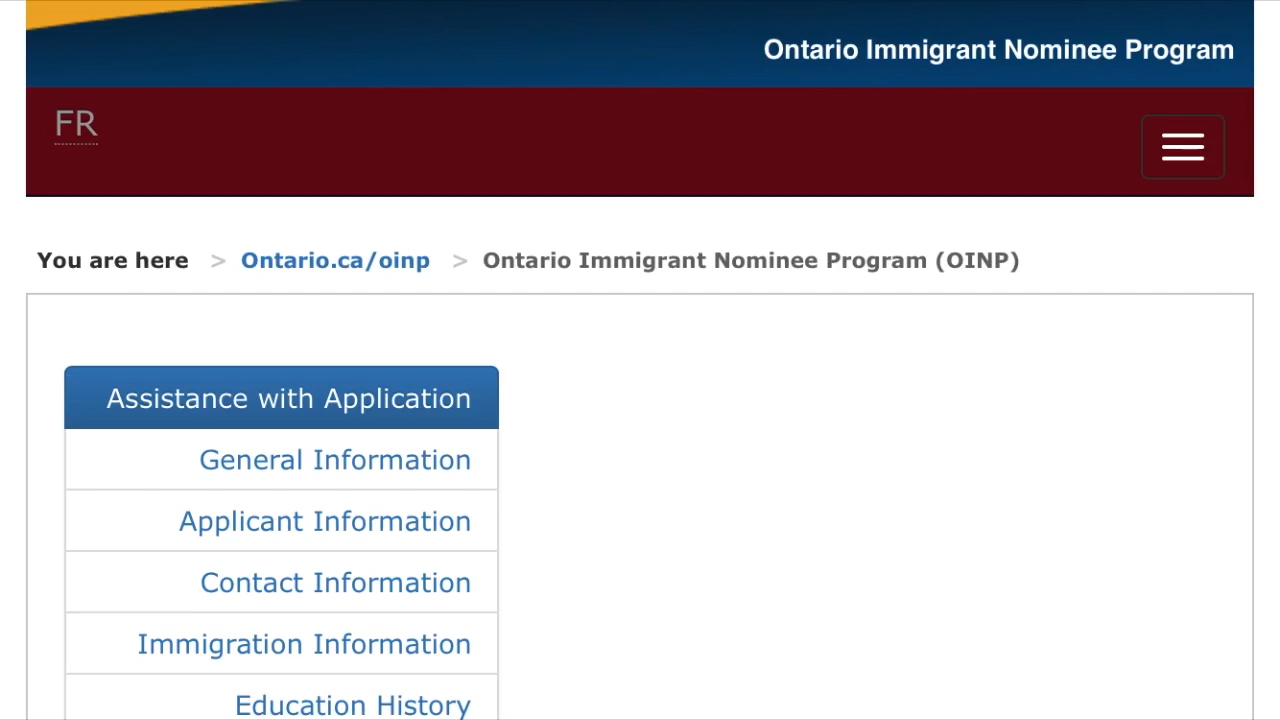 Ontario Immigrant Nominee Program
FR
You are here > Ontario.ca/oinp > Ontario Immigrant Nominee Program (OINP)
Assistance with Application
General Information
Applicant Information
Contact Information
Immigration Information
Education History